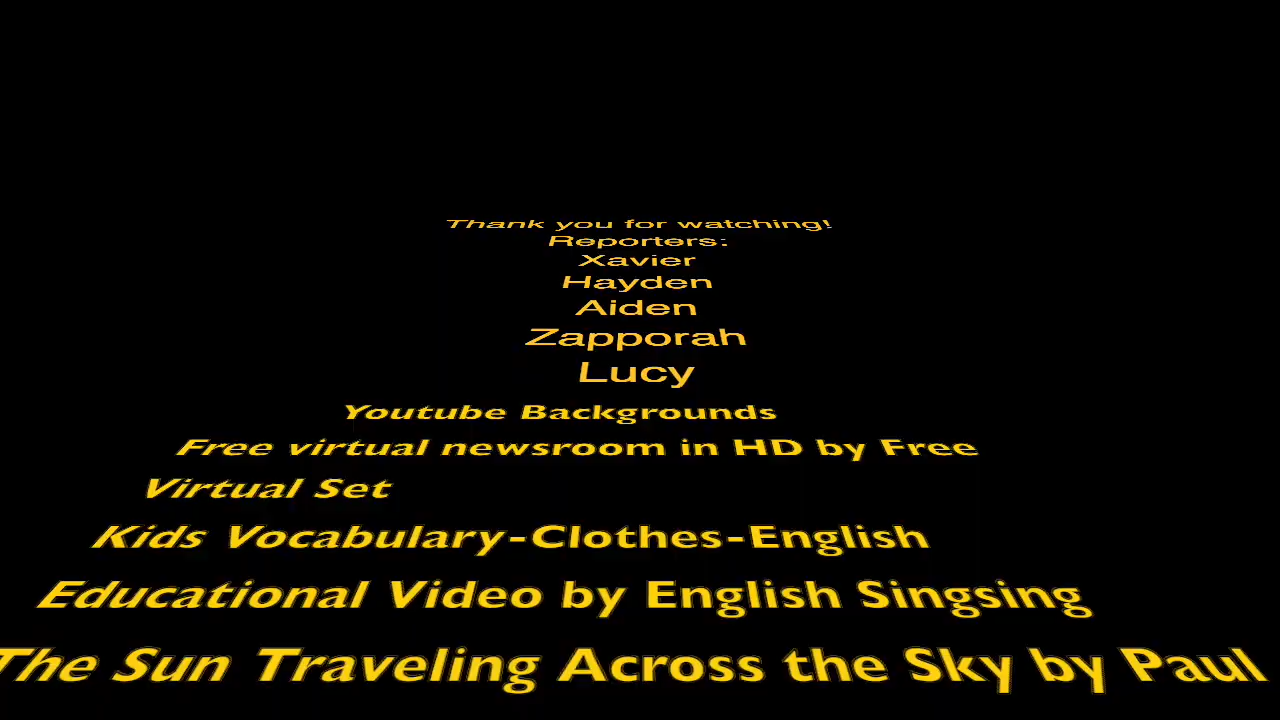 Thank you for watching!
Reporters:
Xavier
Hayden
Aiden
Zapporah
Lucy
Youtube Backgrounds
Free virtual newsroom in HD by Free
Virtual Set
Kids Vocabulary-Clothes-English
Educational Video by English Singsing
The Sun Traveling Across the Sky by Paul